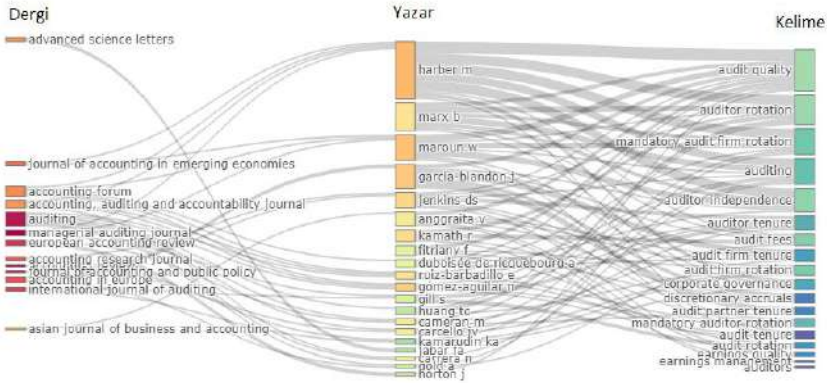 Dergi
Yazar
Kelime
advanced science letters
journal of accounting in emerging economies
accounting forum
accounting, auditing and accountability journal
auditing
managerial auditing journal
european accounting review
accounting research journal
journal of accounting and public policy
accounting in europe
international journal of auditing
asian journal of business and accounting
harber m
marx b
maroun w
garcia-blandon j
jenkins ds
anggraita v
kamath r
fitriany f
duboisée de ricquebourg a
ruiz-barbadillo e
gomez-aguilar n
gill s
huang tc
cameran m
carcello jv
kamarudin ka
jabar fa
carrera n
gold a
horton j
audit quality
auditor rotation
mandatory audit firm rotation
auditing
auditor independence
auditor tenure
audit fees
audit firm tenure
audit firm rotation
corporate governance
discretionary accruals
audit partner tenure
mandatory auditor rotation
audit tenure
audit rotation
earnings quality
earnings management
auditors